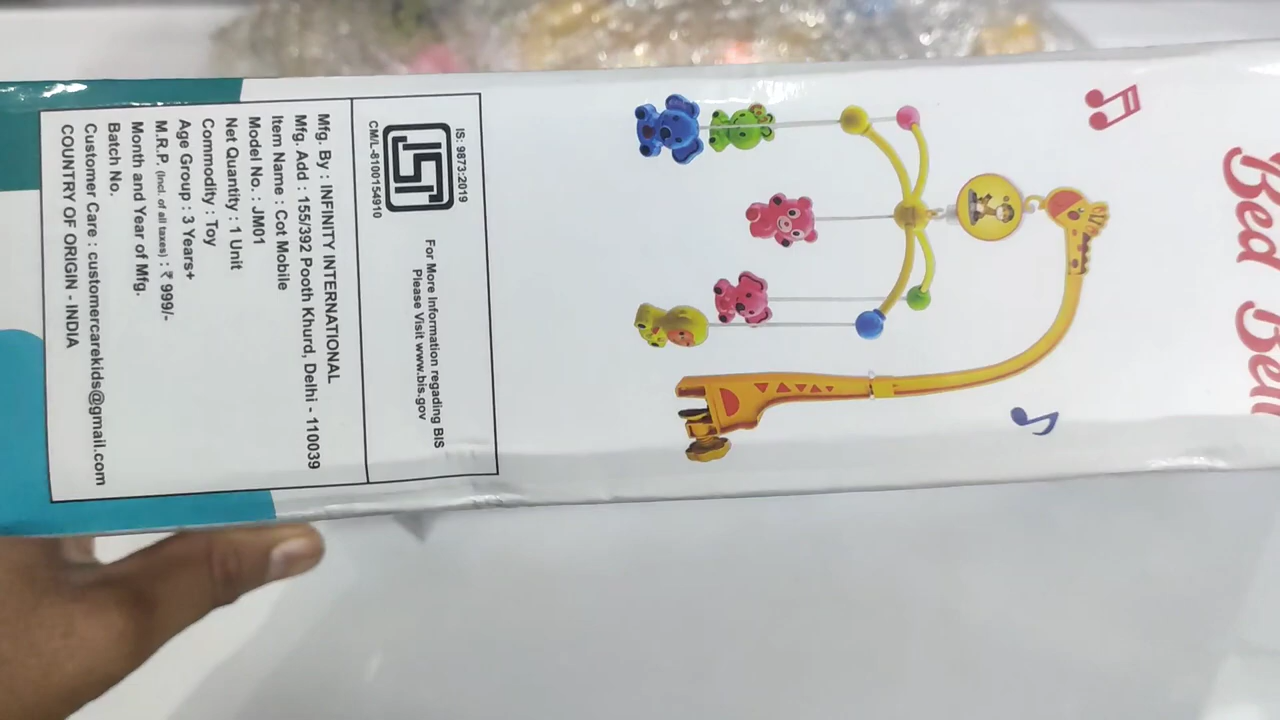 Bed Bell
IS: 9873:2019
ISI
CM/L-8100154910
For More Information regading BIS
Please Visit www.bis.gov
Mfg. By : INFINITY INTERNATIONAL
Mfg. Add : 155/392 Pooth Khurd, Delhi - 110039
Item Name : Cot Mobile
Model No. : JM01
Net Quantity : 1 Unit
Commodity : Toy
Age Group : 3 Years+
M.R.P. (Incl. of all taxes) : ₹ 999/-
Month and Year of Mfg.
Batch No.
Customer Care : customercarekids@gmail.com
COUNTRY OF ORIGIN - INDIA